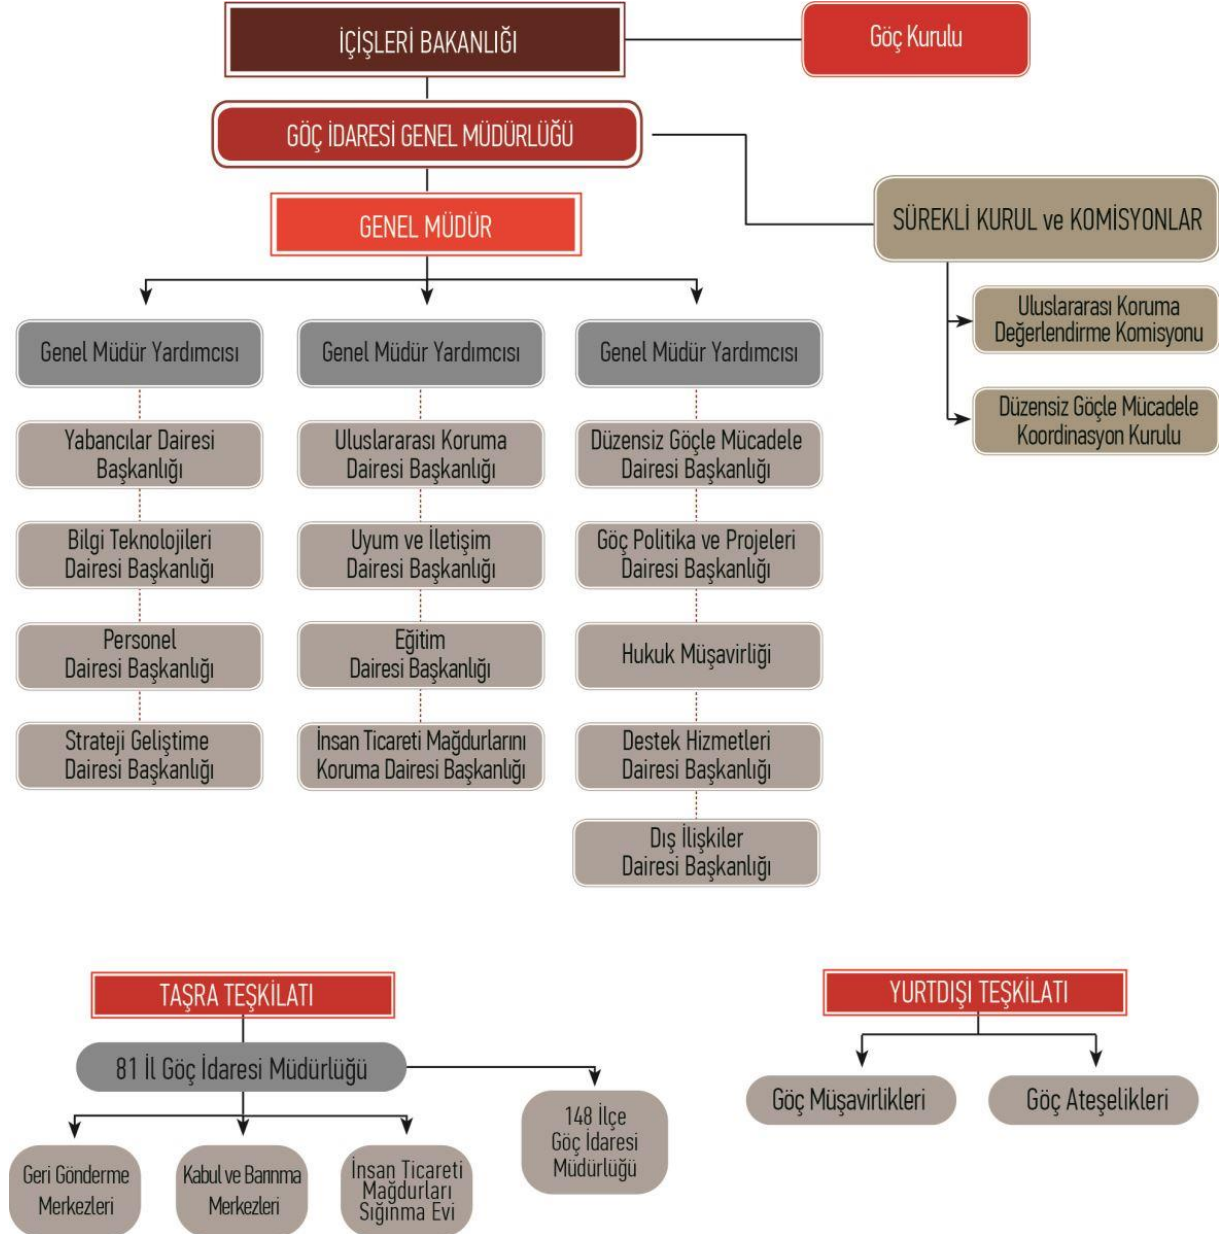 İÇİŞLERİ BAKANLIĞI
Göç Kurulu
GÖÇ İDARESİ GENEL MÜDÜRLÜĞÜ
GENEL MÜDÜR
SÜREKLİ KURUL ve KOMİSYONLAR
Uluslararası Koruma
Değerlendirme Komisyonu
Düzensiz Göçle Mücadele
Koordinasyon Kurulu
Genel Müdür Yardımcısı
Yabancılar Dairesi
Başkanlığı
Bilgi Teknolojileri
Dairesi Başkanlığı
Personel
Dairesi Başkanlığı
Strateji Geliştime
Dairesi Başkanlığı
Genel Müdür Yardımcısı
Uluslararası Koruma
Dairesi Başkanlığı
Uyum ve İletişim
Dairesi Başkanlığı
Eğitim
Dairesi Başkanlığı
İnsan Ticareti Mağdurlarını
Koruma Dairesi Başkanlığı
Genel Müdür Yardımcısı
Düzensiz Göçle Mücadele
Dairesi Başkanlığı
Göç Politika ve Projeleri
Dairesi Başkanlığı
Hukuk Müşavirliği
Destek Hizmetleri
Dairesi Başkanlığı
Dış İlişkiler
Dairesi Başkanlığı
TAŞRA TEŞKİLATI
81 İl Göç İdaresi Müdürlüğü
Geri Gönderme
Merkezleri
Kabul ve Barınma
Merkezleri
İnsan Ticareti
Mağdurları
Sığınma Evi
148 İlçe
Göç İdaresi
Müdürlüğü
YURTDIŞI TEŞKİLATI
Göç Müşavirlikleri
Göç Ateşelikleri